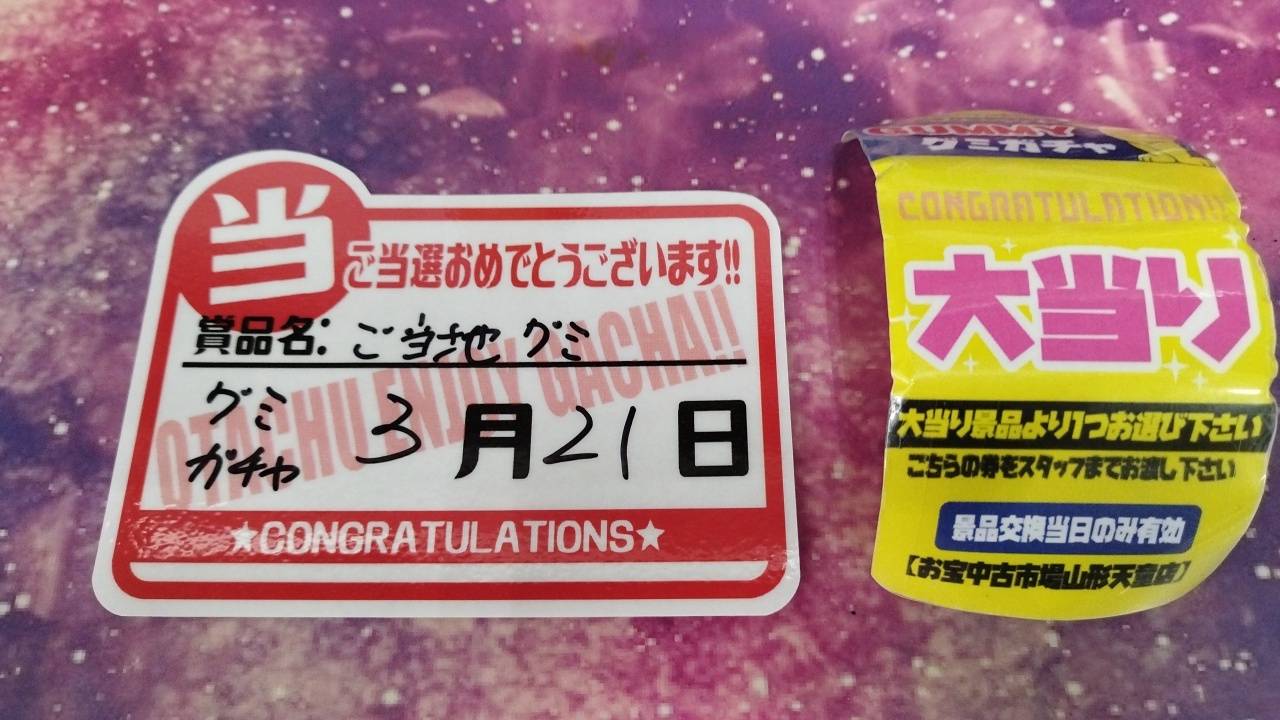 当
ご当選おめでとうございます!!
賞品名: ご当地グミ
OTACHU ENJOY GACHA!!
グミ
ガチャ
3月21日
★CONGRATULATIONS★
GUMMY
グミガチャ
CONGRATULATION!!
大当り
大当り景品より1つお選び下さい
こちらの券をスタッフまでお渡し下さい
景品交換当日のみ有効
【お宝中古市場山形天童店】